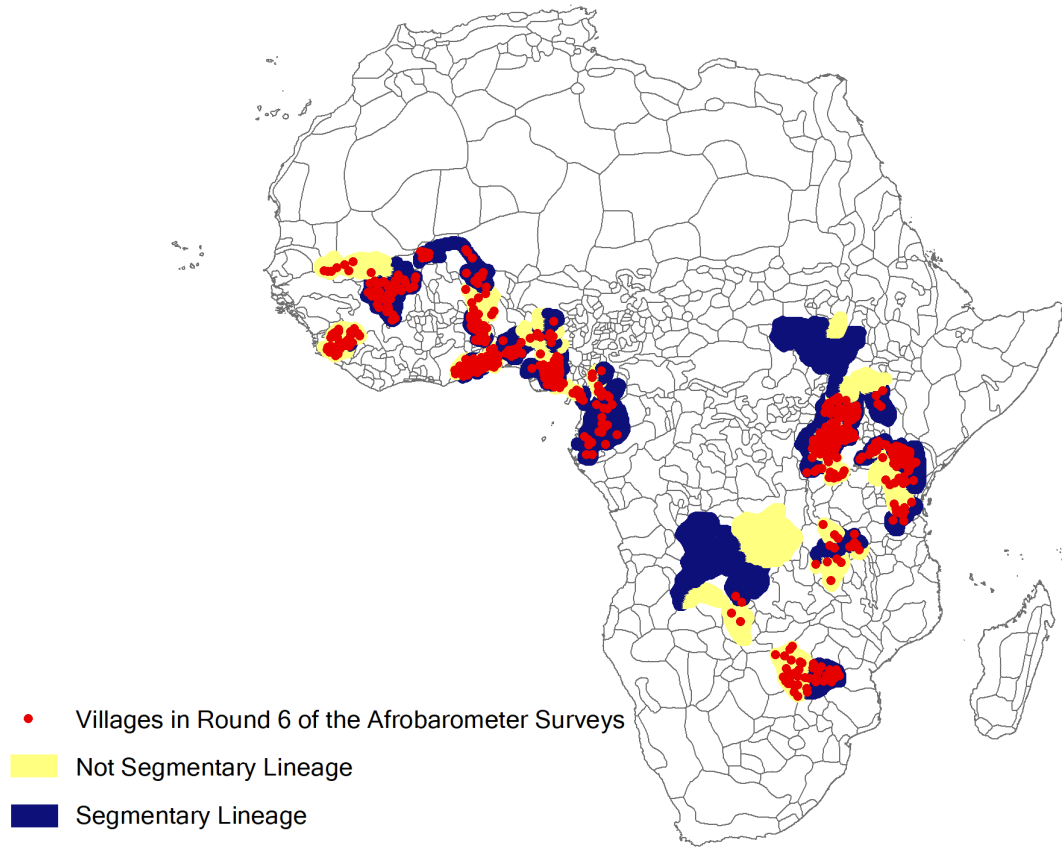 Villages in Round 6 of the Afrobarometer Surveys
Not Segmentary Lineage
Segmentary Lineage